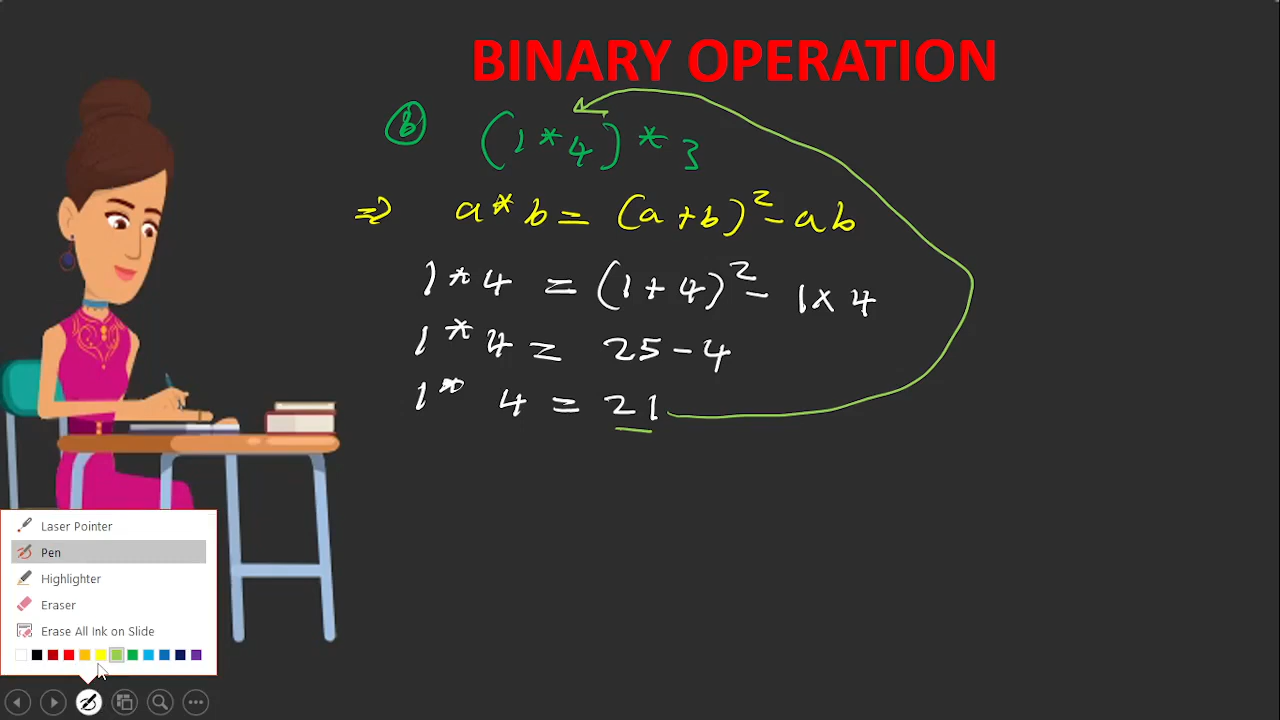 BINARY OPERATION
b (1 * 4) * 3
⇒ a * b = (a + b)² - ab
1 * 4 = (1 + 4)² - 1 x 4
1 * 4 = 25 - 4
1 * 4 = 21
Laser Pointer
Pen
Highlighter
Eraser
Erase All Ink on Slide